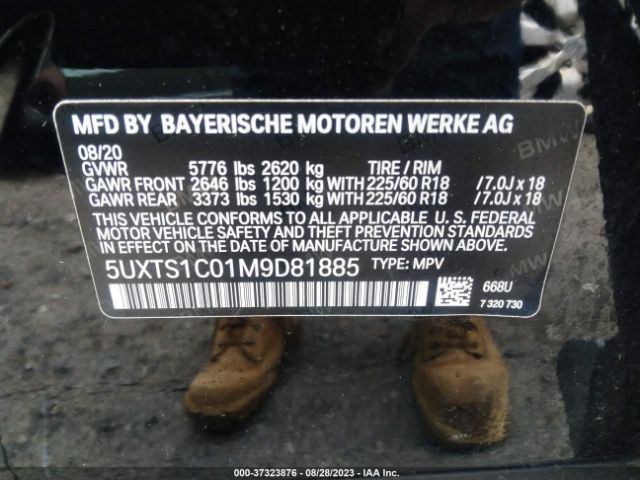 MFD BY BAYERISCHE MOTOREN WERKE AG
08/20
GVWR 5776 lbs 2620 kg TIRE / RIM
GAWR FRONT 2646 lbs 1200 kg WITH 225/60 R18 / 7.0J x 18
GAWR REAR 3373 lbs 1530 kg WITH 225/60 R18 / 7.0J x 18
THIS VEHICLE CONFORMS TO ALL APPLICABLE U. S. FEDERAL
MOTOR VEHICLE SAFETY AND THEFT PREVENTION
STANDARDS IN EFFECT ON THE DATE OF MANUFACTURE SHOWN ABOVE.
5UXTS1C01M9D81885 TYPE: MPV
668U
7 320 730
000-37323876 - 08/28/2023 - IAA Inc.